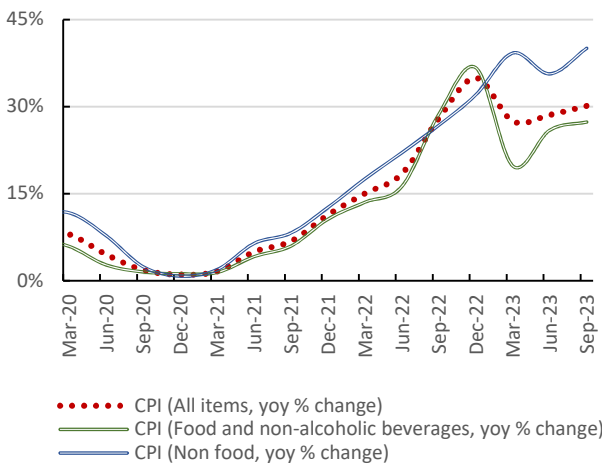 45%
30%
15%
0%
Mar-20
Jun-20
Sep-20
Dec-20
Mar-21
Jun-21
Sep-21
Dec-21
Mar-22
Jun-22
Sep-22
Dec-22
Mar-23
Jun-23
Sep-23
CPI (All items, yoy % change)
CPI (Food and non-alcoholic beverages, yoy % change)
CPI (Non food, yoy % change)